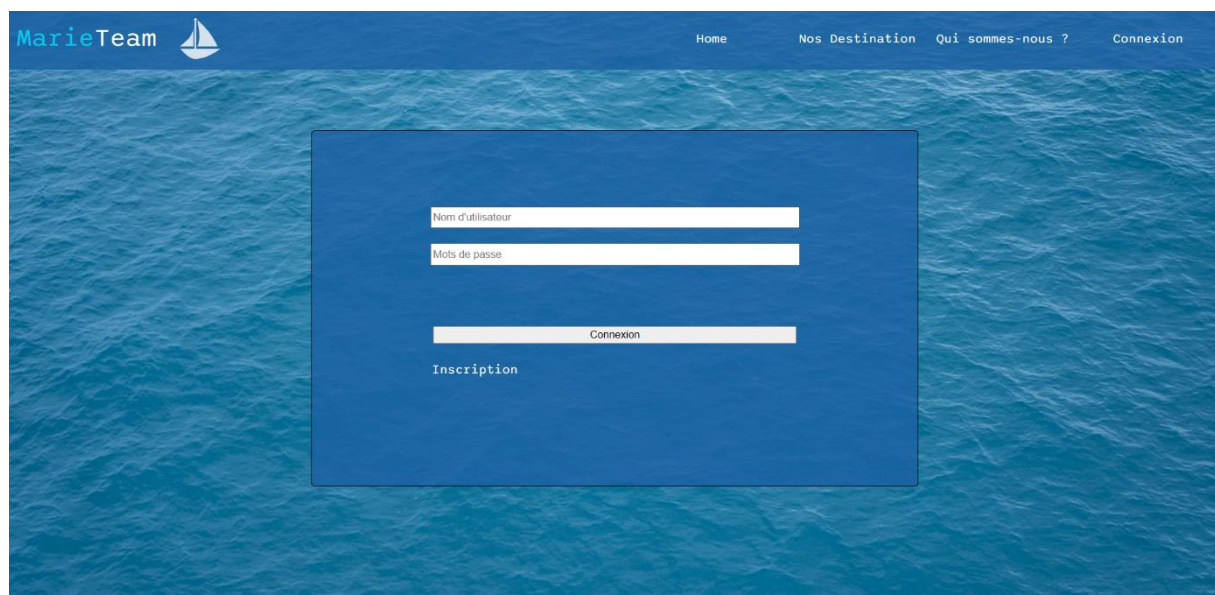 MarieTeam
Home Nos Destination Qui sommes-nous ? Connexion
Nom d'utilisateur
Mots de passe
Connexion
Inscription